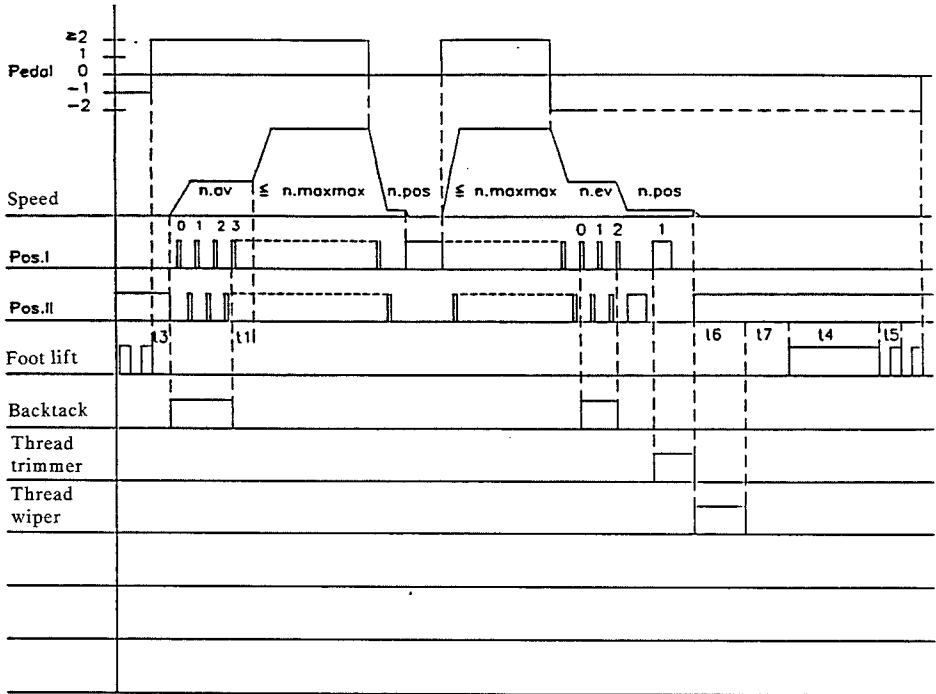 ≥2
1
Pedal 0
-1
-2
Speed n.av ≤ n.maxmax n.pos ≤ n.maxmax n.ev n.pos
0 1 2 3 0 1 2 1
Pos.I
Pos.II
t3 t1 t6 t7 t4 t5
Foot lift
Backtack
Thread
trimmer
Thread
wiper